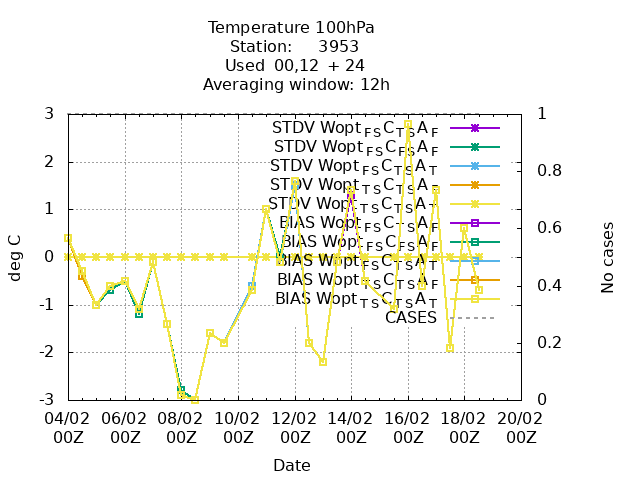 Temperature 100hPa
Station: 3953
Used 00,12 + 24
Averaging window: 12h
3 1
STDV Wopt FS C TS A F
STDV Wopt FS C FS A F
2 STDV Wopt FS C TS A T 0.8
STDV Wopt TS C TS A F
1 STDV Wopt TS C TS A T
BIAS Wopt FS C TS A F 0.6
BIAS Wopt FS C FS A F
deg C 0 BIAS Wopt FS C TS A T No cases
BIAS Wopt TS C TS A F 0.4
-1 BIAS Wopt TS C TS A T
CASES
-2 0.2
-3 0
04/02 06/02 08/02 10/02 12/02 14/02 16/02 18/02 20/02
00Z 00Z 00Z 00Z 00Z 00Z 00Z 00Z 00Z
Date